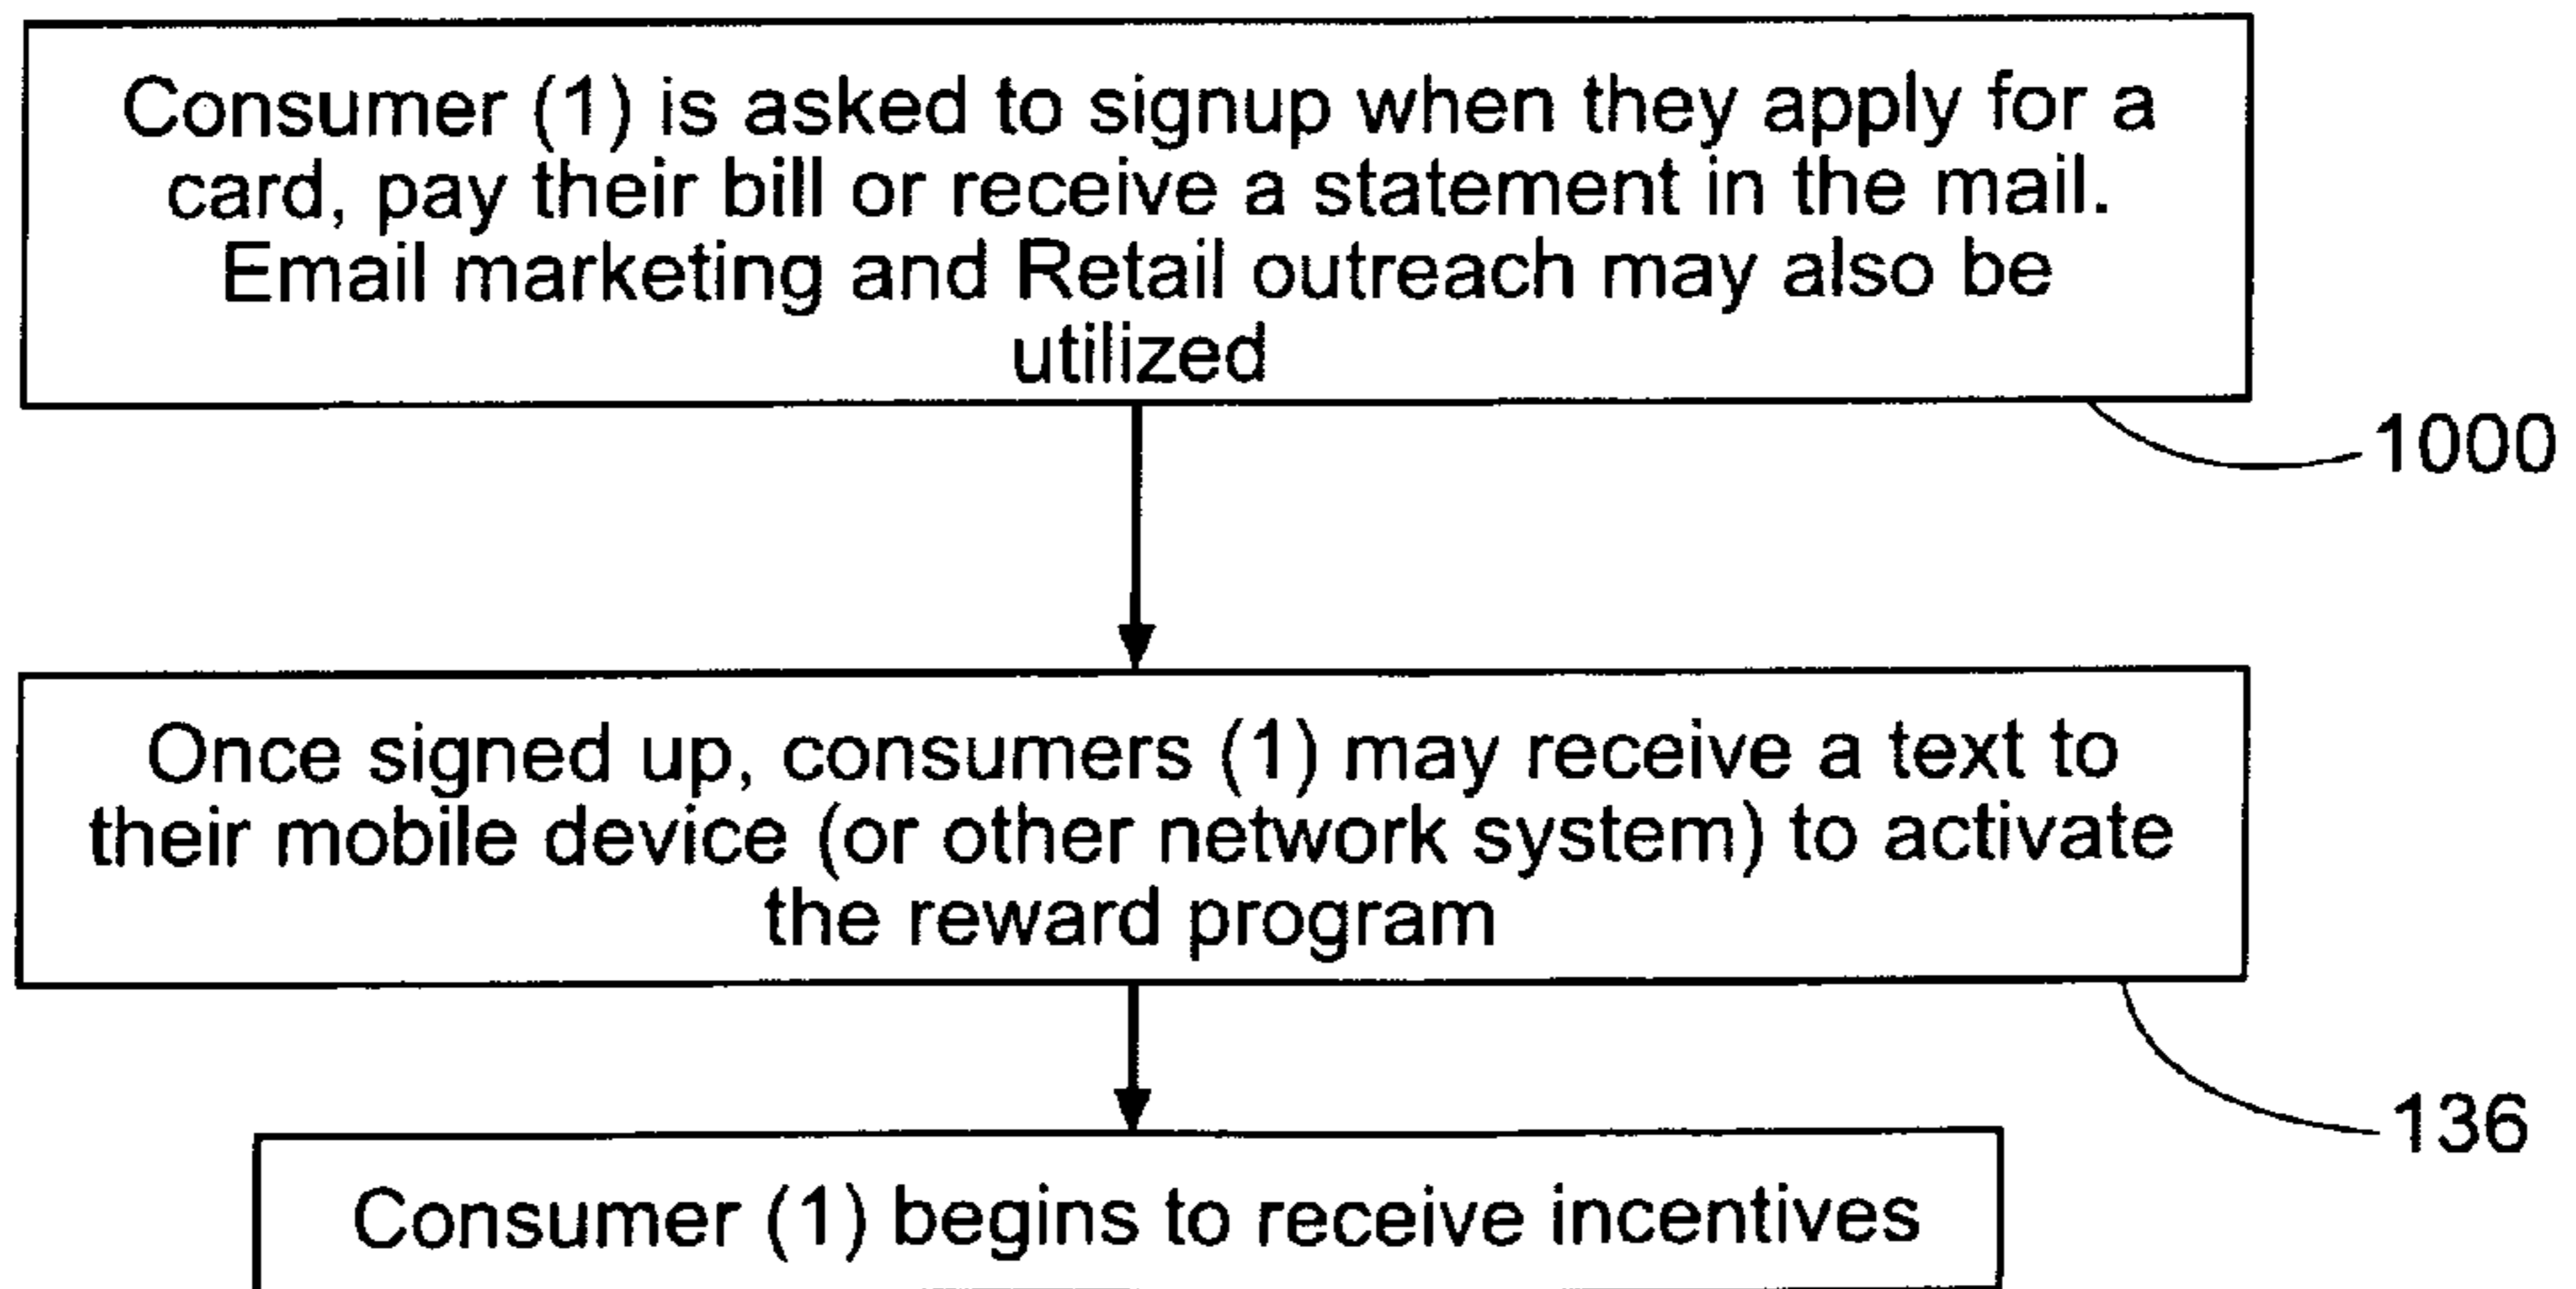 Consumer (1) is asked to signup when they apply for a
card, pay their bill or receive a statement in the mail.
Email marketing and Retail outreach may also be
utilized
1000
Once signed up, consumers (1) may receive a text to
their mobile device (or other network system) to activate
the reward program
136
Consumer (1) begins to receive incentives